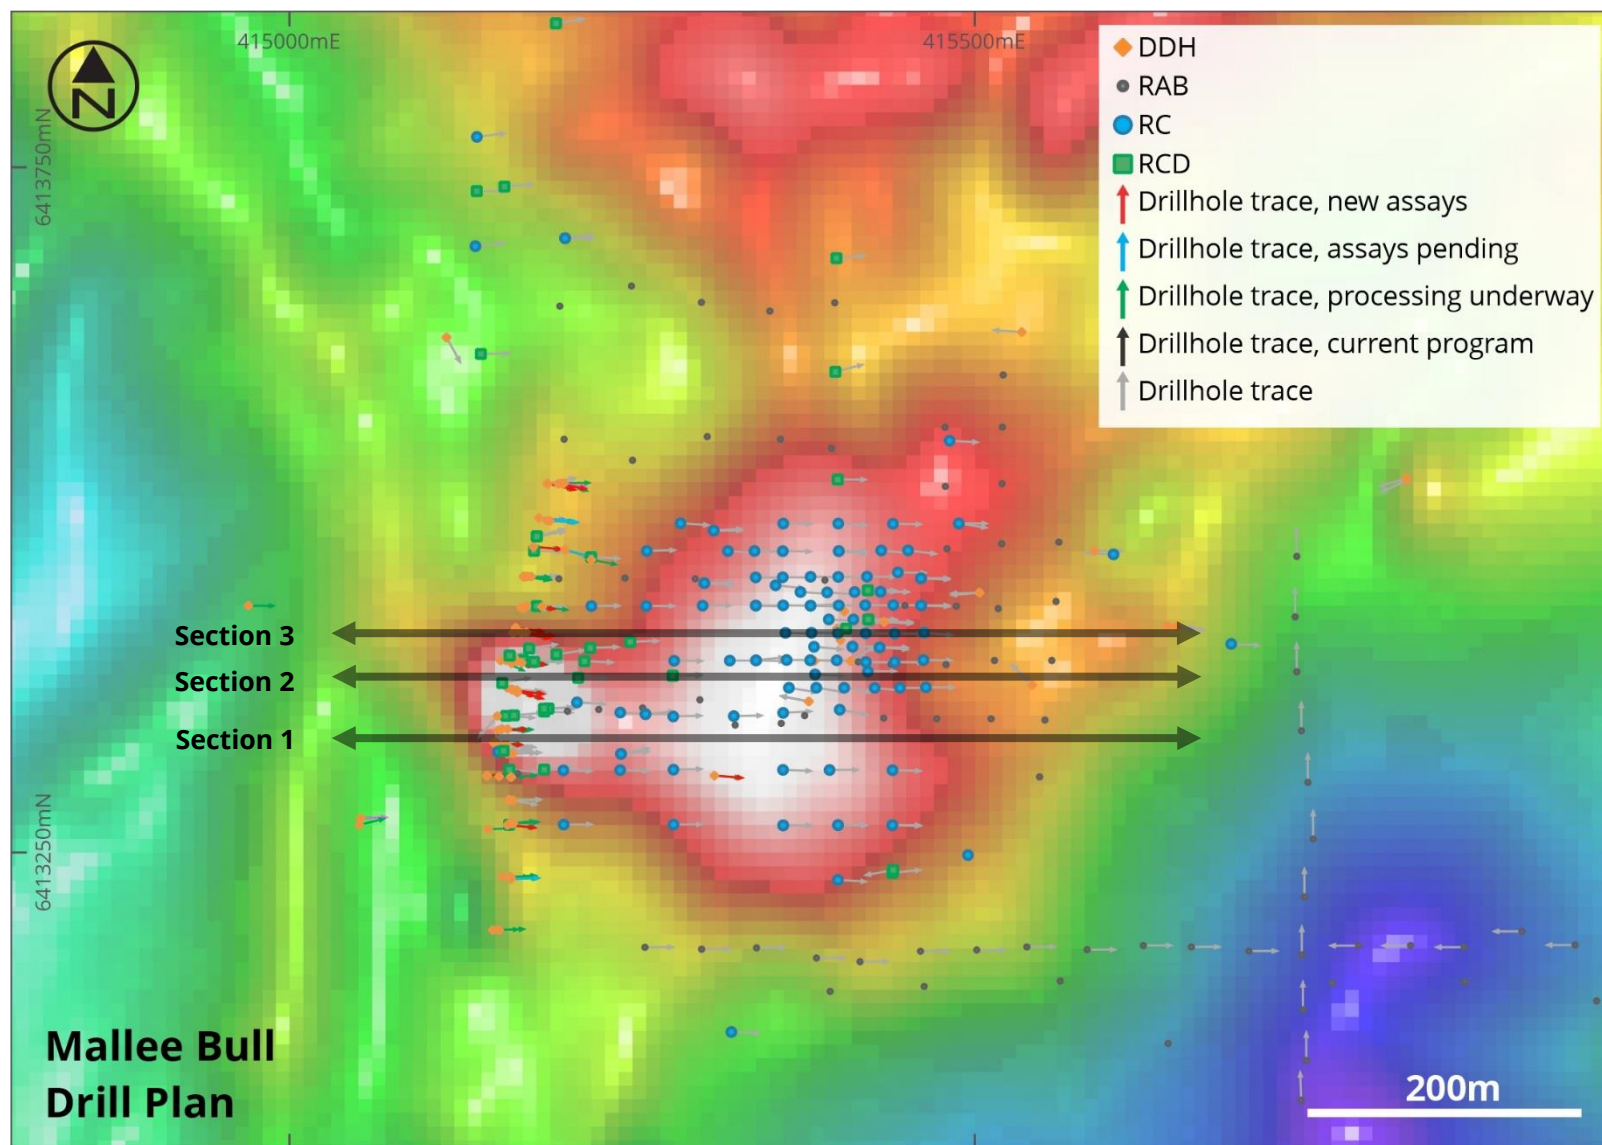 415000mE
415500mE
N
6413750mN
DDH
RAB
RC
RCD
Drillhole trace, new assays
Drillhole trace, assays pending
Drillhole trace, processing underway
Drillhole trace, current program
Drillhole trace
Section 3
Section 2
Section 1
6413250mN
Mallee Bull
Drill Plan
200m